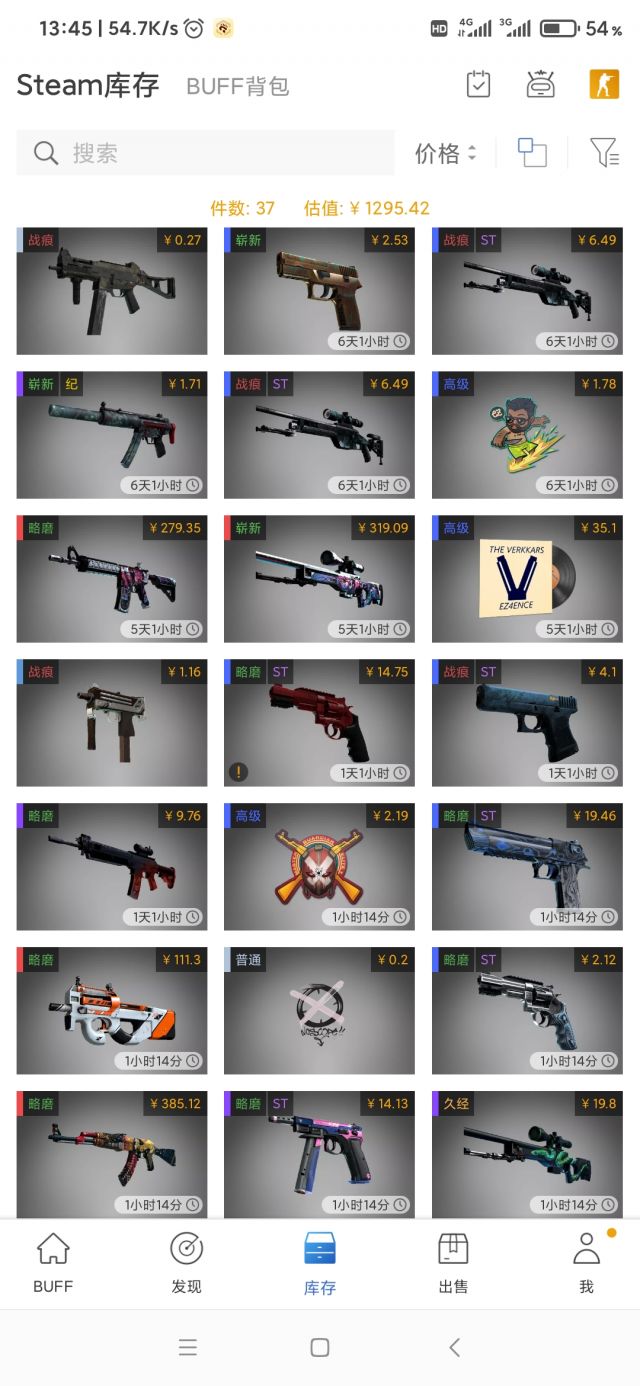 13:45 | 54.7K/s HD 4G 3G 54%
Steam库存 BUFF背包
搜索 价格
件数: 37 估值: ¥ 1295.42
战痕 ¥ 0.27 崭新 ¥ 2.53 战痕 ST ¥ 6.49
6天1小时 6天1小时
崭新 纪 ¥ 1.71 战痕 ST ¥ 6.49 高级 ¥ 1.78
EZ
6天1小时 6天1小时 6天1小时
略磨 ¥ 279.35 崭新 ¥ 319.09 高级 ¥ 35.1
THE VERKKARS
EZ4ENCE
5天1小时 5天1小时 5天1小时
战痕 ¥ 1.16 略磨 ST ¥ 14.75 战痕 ST ¥ 4.1
! 1天1小时 1天1小时
略磨 ¥ 9.76 高级 ¥ 2.19 略磨 ST ¥ 19.46
GUARDIAN
1天1小时 1小时14分 1小时14分
略磨 ¥ 111.3 普通 ¥ 0.2 略磨 ST ¥ 2.12
NOSCOPE!!
1小时14分 1小时14分
略磨 ¥ 385.12 略磨 ST ¥ 14.13 久经 ¥ 19.8
1小时14分 1小时14分 1小时14分
BUFF 发现 库存 出售 我